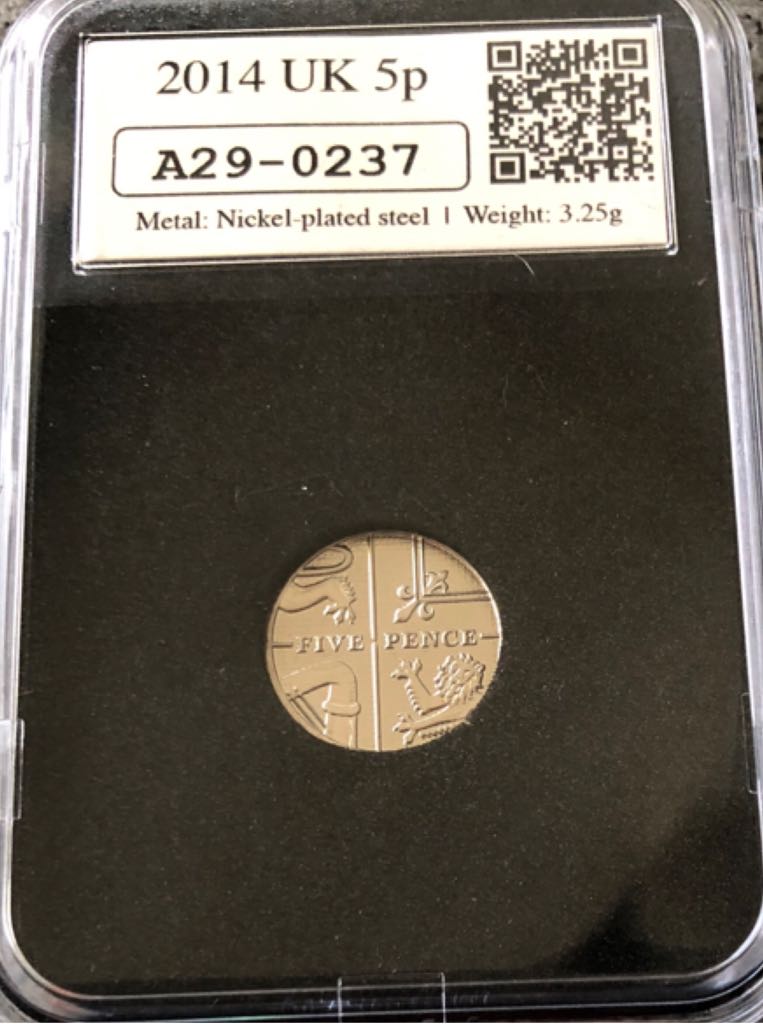 2014 UK 5p
A29-0237
Metal: Nickel-plated steel | Weight: 3.25g
FIVE PENCE